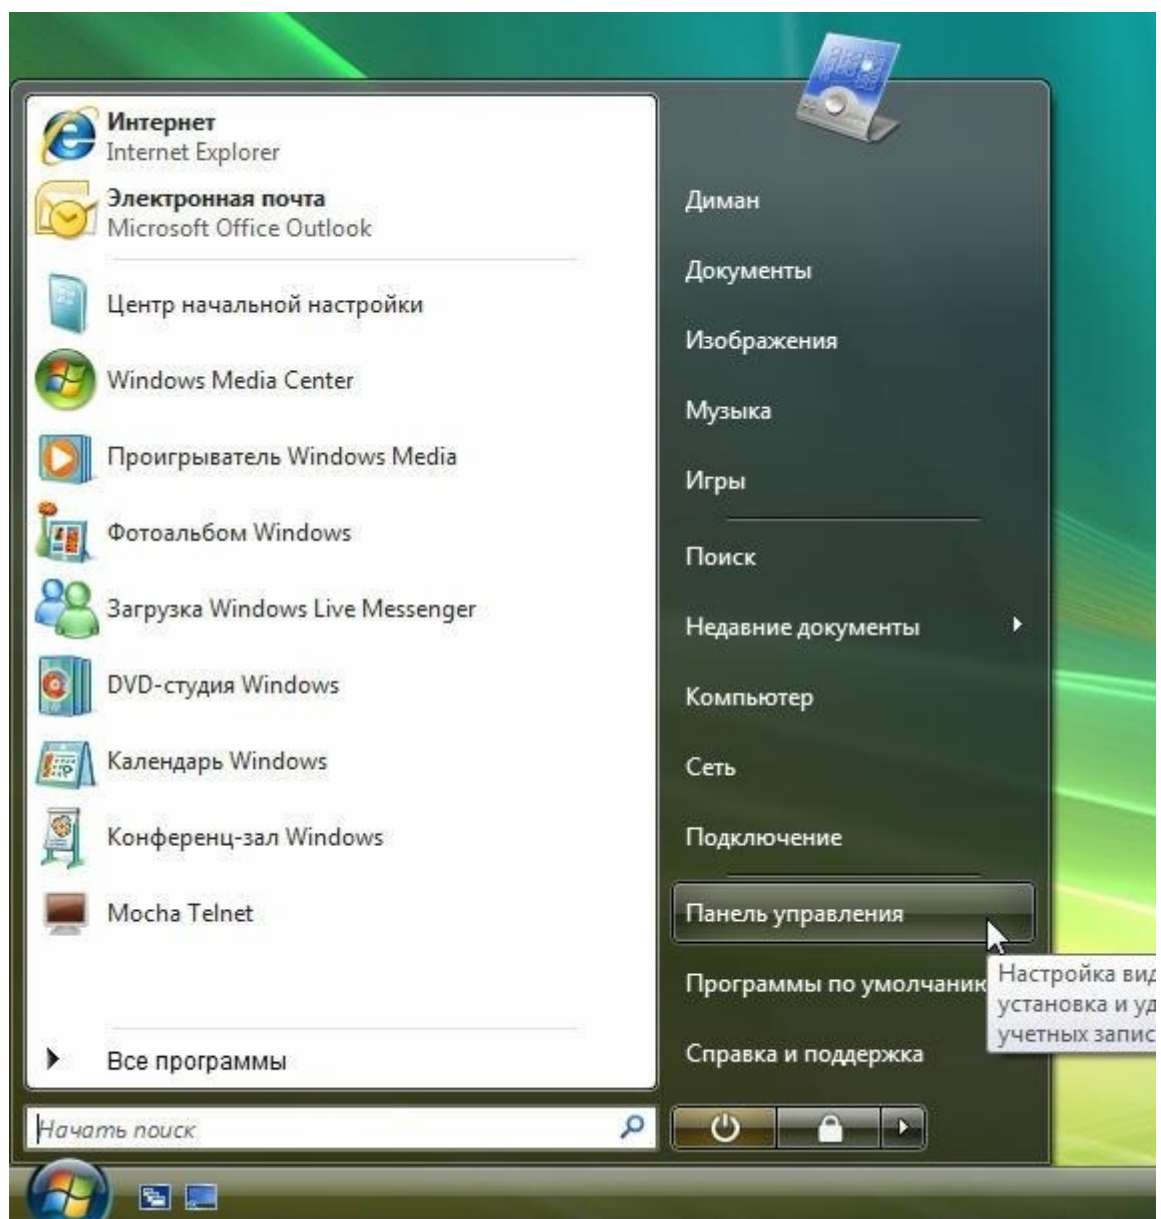 Интернет
Internet Explorer
Электронная почта
Microsoft Office Outlook
Центр начальной настройки
Windows Media Center
Проигрыватель Windows Media
Фотоальбом Windows
Загрузка Windows Live Messenger
DVD-студия Windows
Календарь Windows
Конференц-зал Windows
Mocha Telnet
Все программы
Начать поиск
Диман
Документы
Изображения
Музыка
Игры
Поиск
Недавние документы
Компьютер
Сеть
Подключение
Панель управления
Программы по умолчанию
Справка и поддержка
Настройка вид
установка и уд
учетных запис